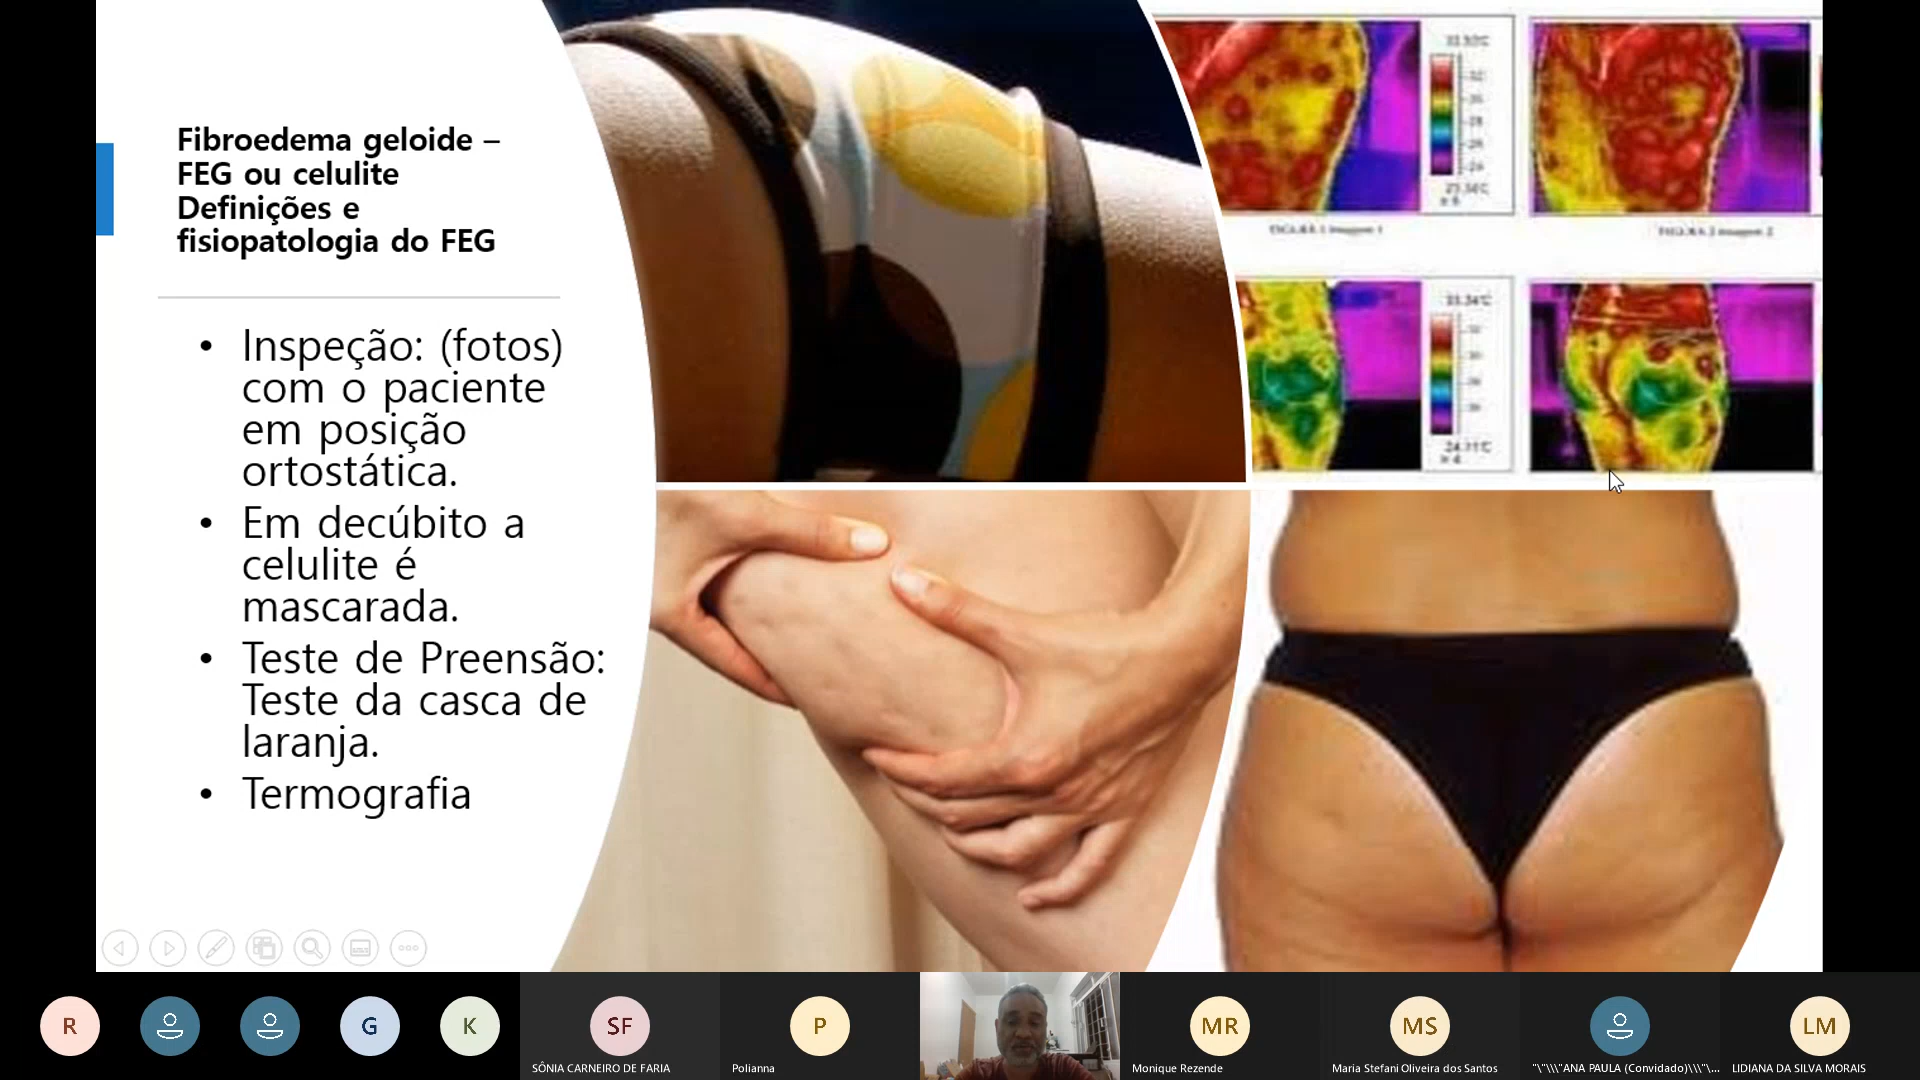 Fibroedema geloide –
FEG ou celulite
Definições e
fisiopatologia do FEG
• Inspeção: (fotos)
com o paciente
em posição
ortostática.
• Em decúbito a
celulite é
mascarada.
• Teste de Preensão:
Teste da casca de
laranja.
• Termografia
R
G
K
SF
SÔNIA CARNEIRO DE FARIA
P
Polianna
MR
Monique Rezende
MS
Maria Stefani Oliveira dos Santos
"\"\\\"ANA PAULA (Convidado)\\\"\...
LM
LIDIANA DA SILVA MORAIS